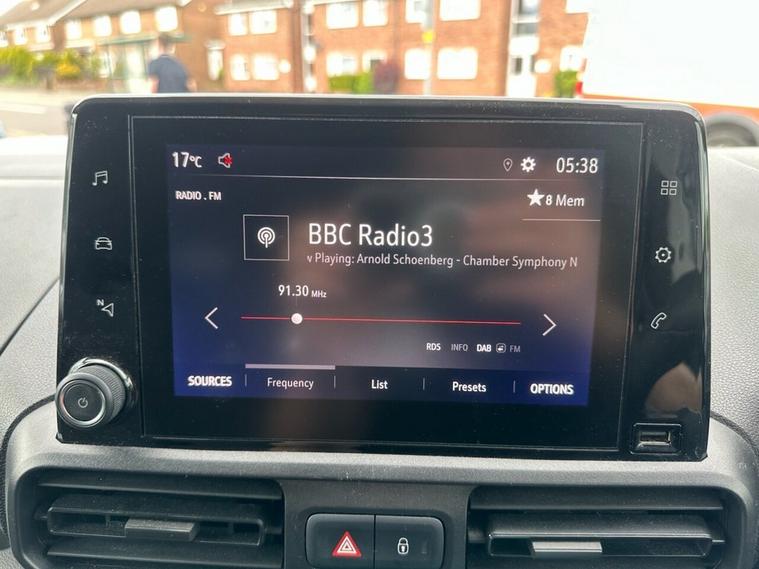 17°C
05:38
RADIO . FM
8 Mem
BBC Radio3
v Playing: Arnold Schoenberg - Chamber Symphony N
91.30 MHz
RDS INFO DAB FM
SOURCES Frequency List Presets OPTIONS
N